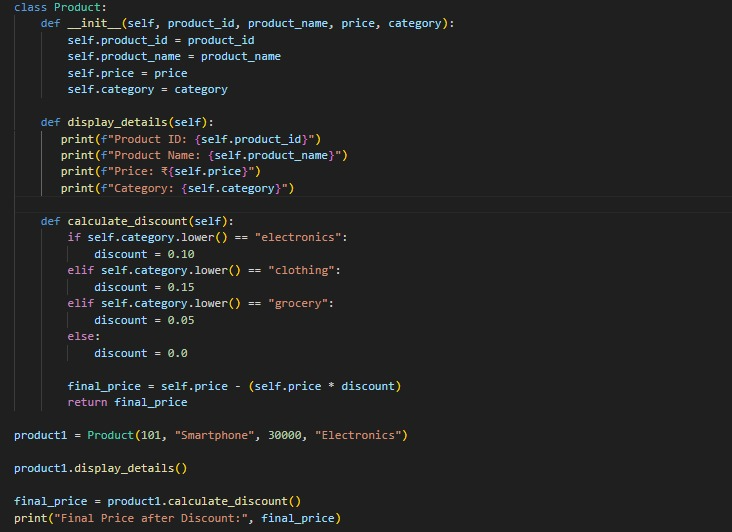 class Product:
    def __init__(self, product_id, product_name, price, category):
        self.product_id = product_id
        self.product_name = product_name
        self.price = price
        self.category = category

    def display_details(self):
       print(f"Product ID: {self.product_id}")
       print(f"Product Name: {self.product_name}")
       print(f"Price: ₹{self.price}")
       print(f"Category: {self.category}")

    def calculate_discount(self):
        if self.category.lower() == "electronics":
            discount = 0.10
        elif self.category.lower() == "clothing":
            discount = 0.15
        elif self.category.lower() == "grocery":
            discount = 0.05
        else:
            discount = 0.0

        final_price = self.price - (self.price * discount)
        return final_price

product1 = Product(101, "Smartphone", 30000, "Electronics")

product1.display_details()

final_price = product1.calculate_discount()
print("Final Price after Discount:", final_price)